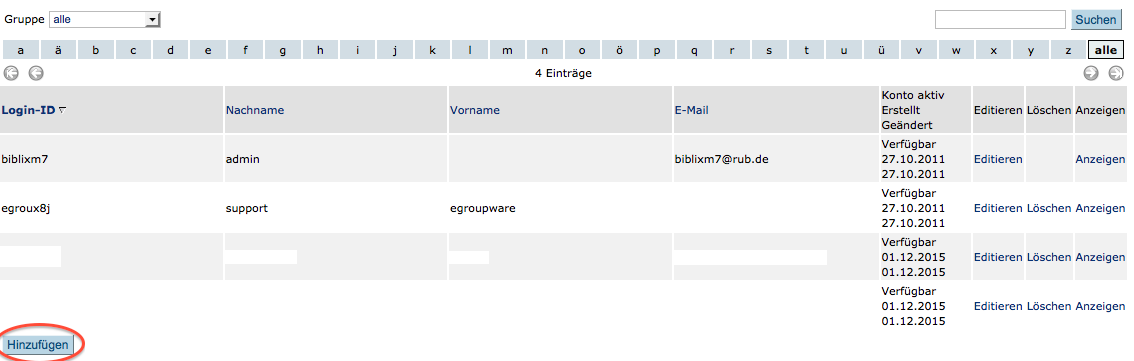 Gruppe alle Suchen
a ä b c d e f g h i j k l m n o ö p q r s t u ü v w x y z alle
4 Einträge
Login-ID Nachname Vorname E-Mail Konto aktiv Erstellt Geändert Editieren Löschen Anzeigen
biblixm7 admin biblixm7@rub.de Verfügbar 27.10.2011 27.10.2011 Editieren Anzeigen
egroux8j support egroupware Verfügbar 27.10.2011 27.10.2011 Editieren Löschen Anzeigen
Verfügbar 01.12.2015 01.12.2015 Editieren Löschen Anzeigen
Verfügbar 01.12.2015 01.12.2015 Editieren Löschen Anzeigen
Hinzufügen